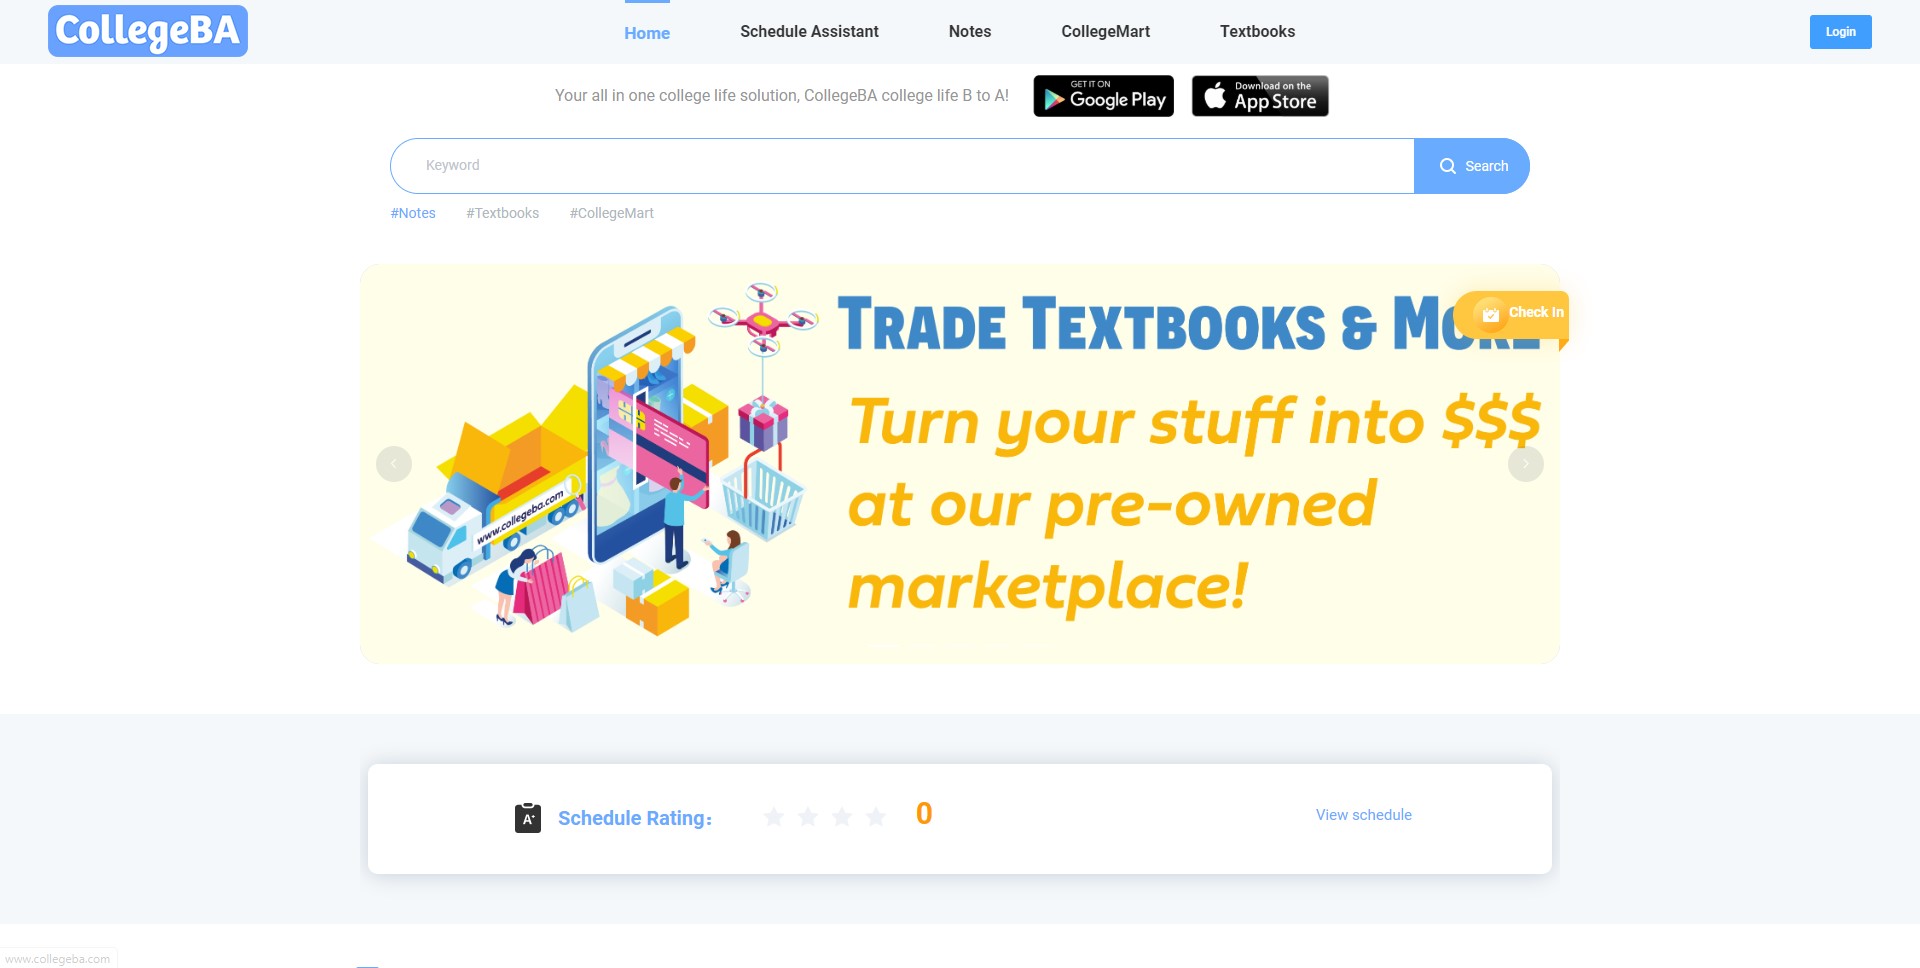 CollegeBA
Home
Schedule Assistant
Notes
CollegeMart
Textbooks
Login
Your all in one college life solution, CollegeBA college life B to A!
GET IT ON
Google Play
Download on the
App Store
Keyword
Search
#Notes
#Textbooks
#CollegeMart
TRADE TEXTBOOKS & MORE
Check in
Turn your stuff into $$$
at our pre-owned
marketplace!
www.collegeba.com
A+
Schedule Rating:
0
View schedule
www.collegeba.com